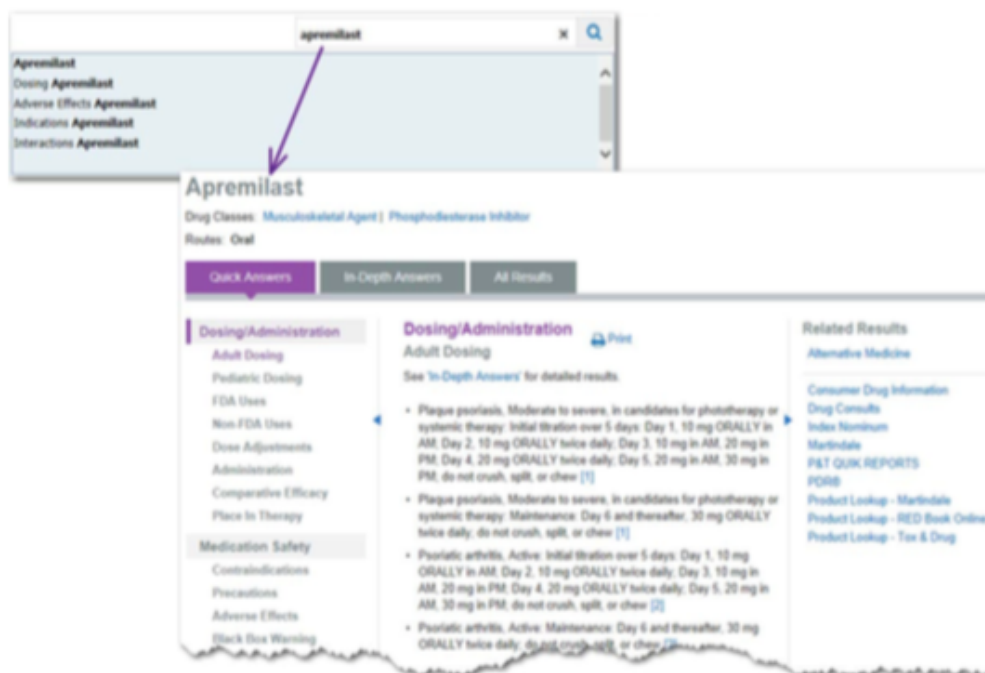 apremilast
Apremilast
Dosing Apremilast
Adverse Effects Apremilast
Indications Apremilast
Interactions Apremilast
Apremilast
Drug Classes: Musculoskeletal Agent | Phosphodiesterase Inhibitor
Routes: Oral
Quick Answers
In-Depth Answers
All Results
Dosing/Administration
Adult Dosing
Pediatric Dosing
FDA Uses
Non-FDA Uses
Dose Adjustments
Administration
Comparative Efficacy
Place In Therapy
Medication Safety
Contraindications
Precautions
Adverse Effects
Black Box Warning
Dosing/Administration
Print
Adult Dosing
See 'In-Depth Answers' for detailed results.
• Plaque psoriasis, Moderate to severe, in candidates for phototherapy or
systemic therapy: Initial titration over 5 days: Day 1, 10 mg ORALLY in
AM; Day 2, 10 mg ORALLY twice daily; Day 3, 10 mg in AM, 20 mg in
PM; Day 4, 20 mg ORALLY twice daily; Day 5, 20 mg in AM, 30 mg in
PM; do not crush, split, or chew [1]
• Plaque psoriasis, Moderate to severe, in candidates for phototherapy or
systemic therapy: Maintenance: Day 6 and thereafter, 30 mg ORALLY
twice daily; do not crush, split, or chew [1]
• Psoriatic arthritis, Active: Initial titration over 5 days: Day 1, 10 mg
ORALLY in AM; Day 2, 10 mg ORALLY twice daily; Day 3, 10 mg in
AM, 20 mg in PM; Day 4, 20 mg ORALLY twice daily; Day 5, 20 mg in
AM, 30 mg in PM; do not crush, split, or chew [2]
• Psoriatic arthritis, Active: Maintenance: Day 6 and thereafter, 30 mg
ORALLY twice daily; do not crush, split, or chew
Related Results
Alternative Medicine
Consumer Drug Information
Drug Consults
Index Nominum
Martindale
P&T QUIK REPORTS
PDR®
Product Lookup - Martindale
Product Lookup - RED Book Online
Product Lookup - Tox & Drug